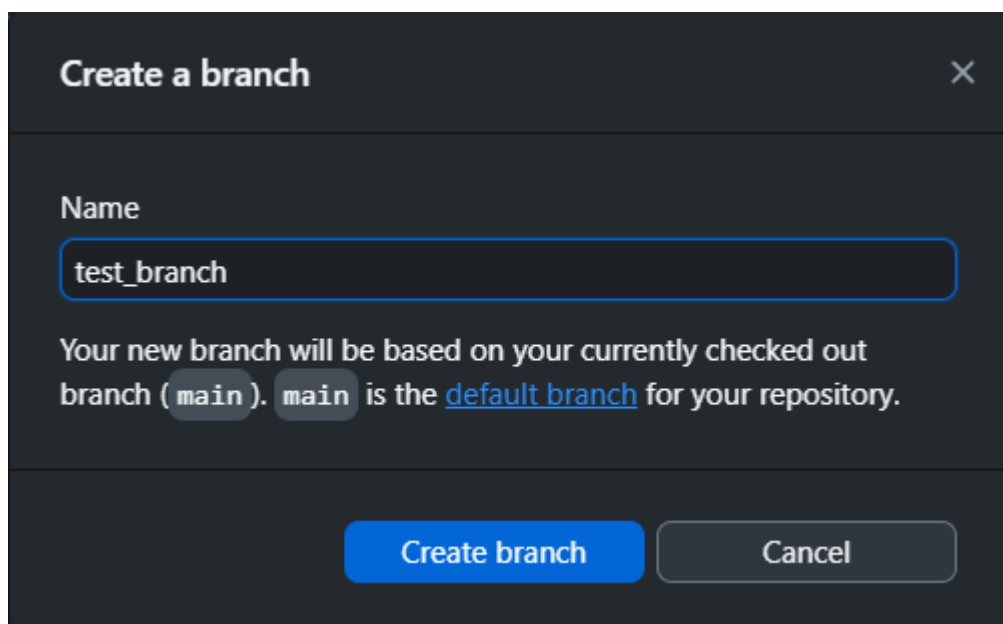 Create a branch
Name
test_branch
Your new branch will be based on your currently checked out
branch (main). main is the default branch for your repository.
Create branch
Cancel